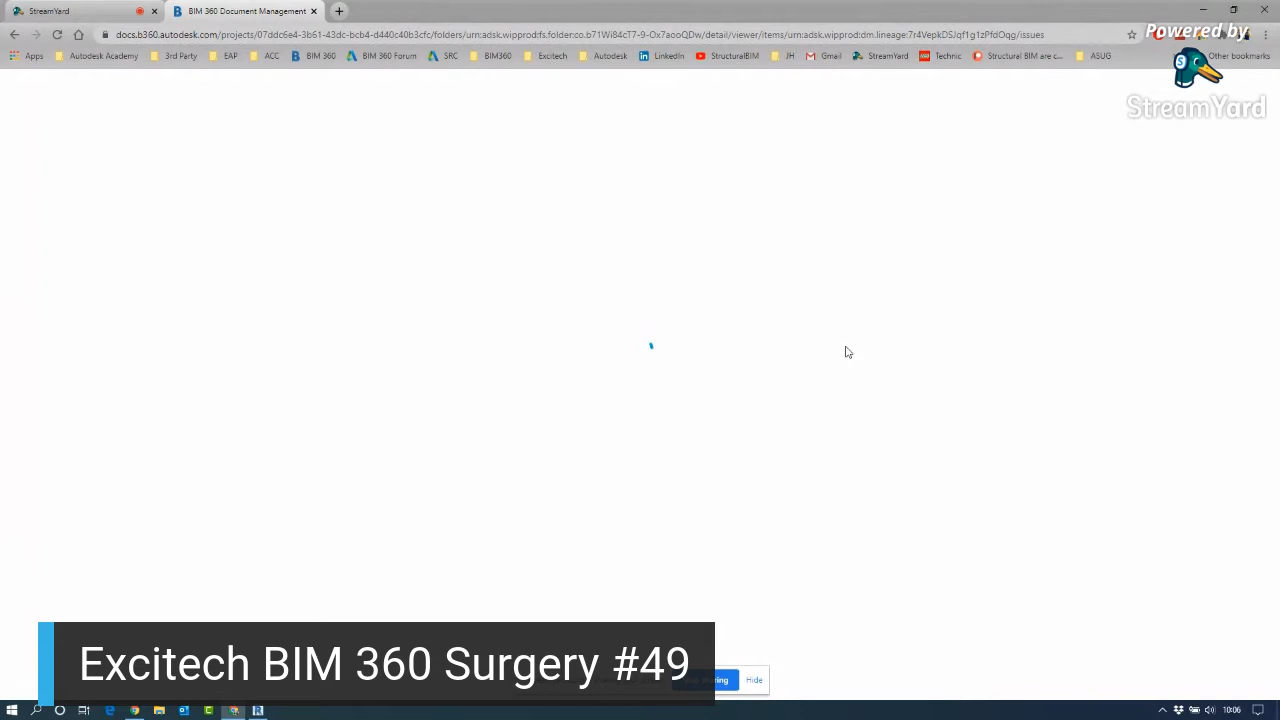 StreamYard
BIM 360 Document Management
docs.b360.autodesk.com/projects/07ddc6e4-3b61-43dc-bcb4-d440c40b3cfc/folders/urn:adsk.wipprod:fs.folder:co.b71Wi84cT7-9-Ox7aooQDw/detail/viewer/items/urn:adsk.wipprod:dm.lineage:7r4VepkDSJqf1g1zPfdOqg/issues
Powered by
Apps Autodesk Academy 3rd Party EAP ACC BIM 360 BIM 360 Forum SRC BIM360 Excitech Autodesk LinkedIn StructuralBIM JH Gmail StreamYard Technic Structural BIM are c... ASUG Other bookmarks
StreamYard
Excitech BIM 360 Surgery #49
Hide
10:06